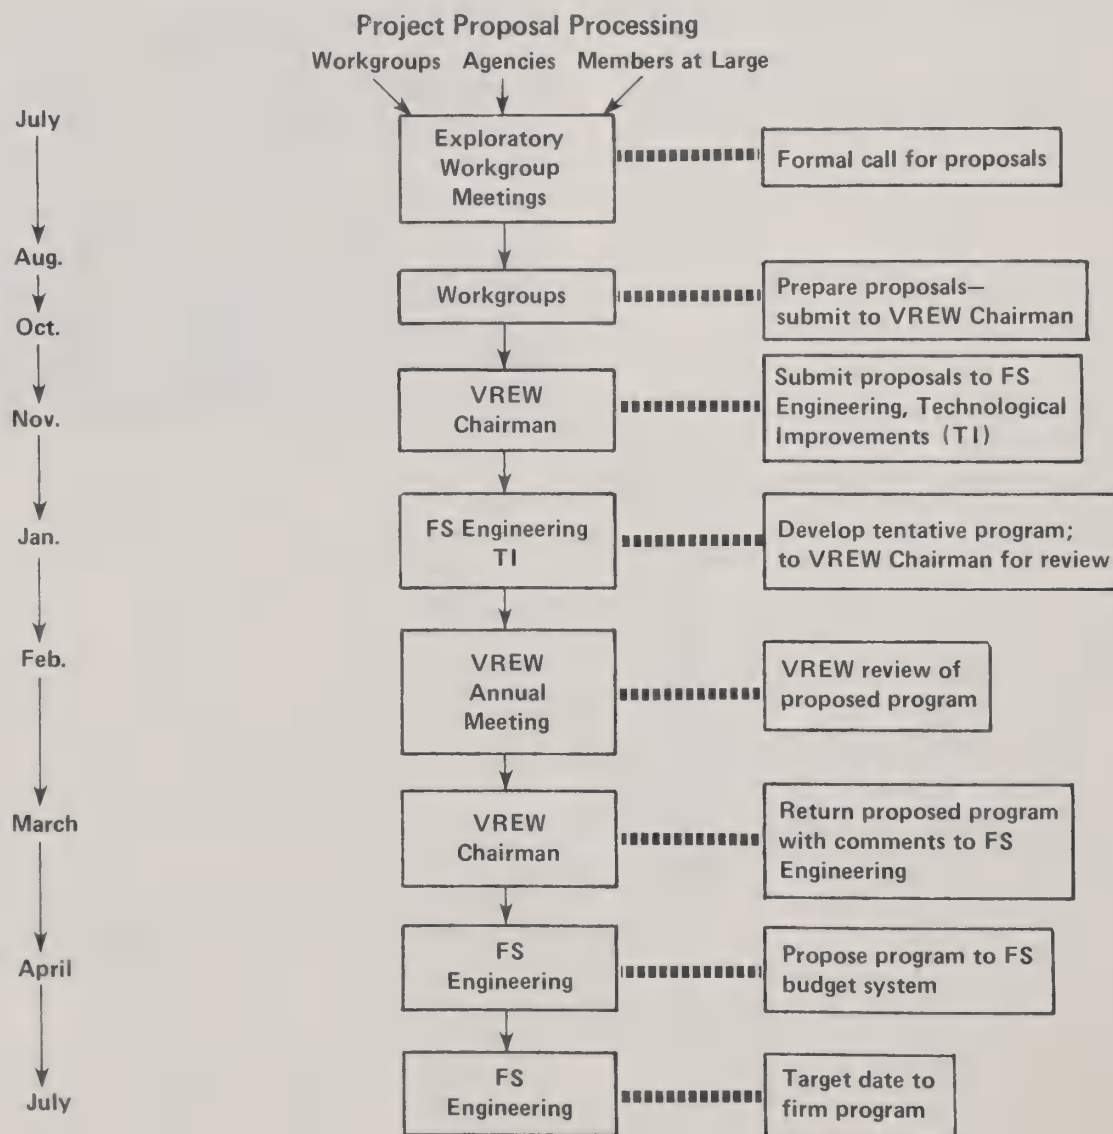 Project Proposal Processing
Workgroups Agencies Members at Large
July
Exploratory
Workgroup
Meetings
Formal call for proposals
Aug.
Workgroups
Prepare proposals—
submit to VREW Chairman
Oct.
VREW
Chairman
Submit proposals to FS
Engineering, Technological
Improvements (TI)
Nov.
Jan.
FS Engineering
TI
Develop tentative program;
to VREW Chairman for review
Feb.
VREW
Annual
Meeting
VREW review of
proposed program
March
VREW
Chairman
Return proposed program
with comments to FS
Engineering
April
FS
Engineering
Propose program to FS
budget system
July
FS
Engineering
Target date to
firm program